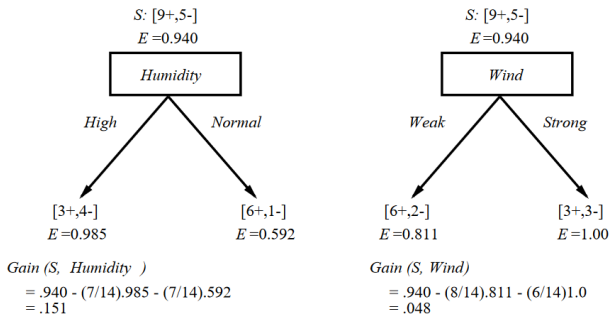 S: [9+,5-]
E =0.940
Humidity
High
Normal
[3+,4-]
E =0.985
[6+,1-]
E =0.592
Gain (S, Humidity )
= .940 - (7/14).985 - (7/14).592
= .151
S: [9+,5-]
E =0.940
Wind
Weak
Strong
[6+,2-]
E =0.811
[3+,3-]
E =1.00
Gain (S, Wind)
= .940 - (8/14).811 - (6/14)1.0
= .048